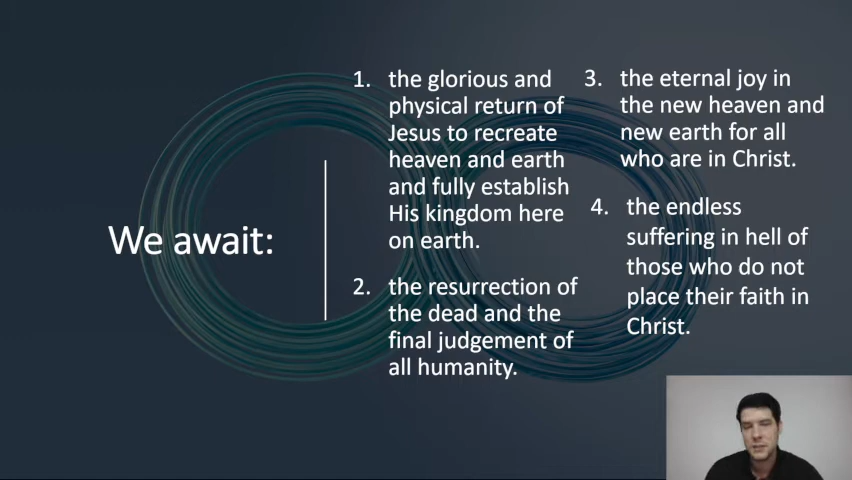 We await:
1. the glorious and
physical return of
Jesus to recreate
heaven and earth
and fully establish
His kingdom here
on earth.
2. the resurrection of
the dead and the
final judgement of
all humanity.
3. the eternal joy in
the new heaven and
new earth for all
who are in Christ.
4. the endless
suffering in hell of
those who do not
place their faith in
Christ.